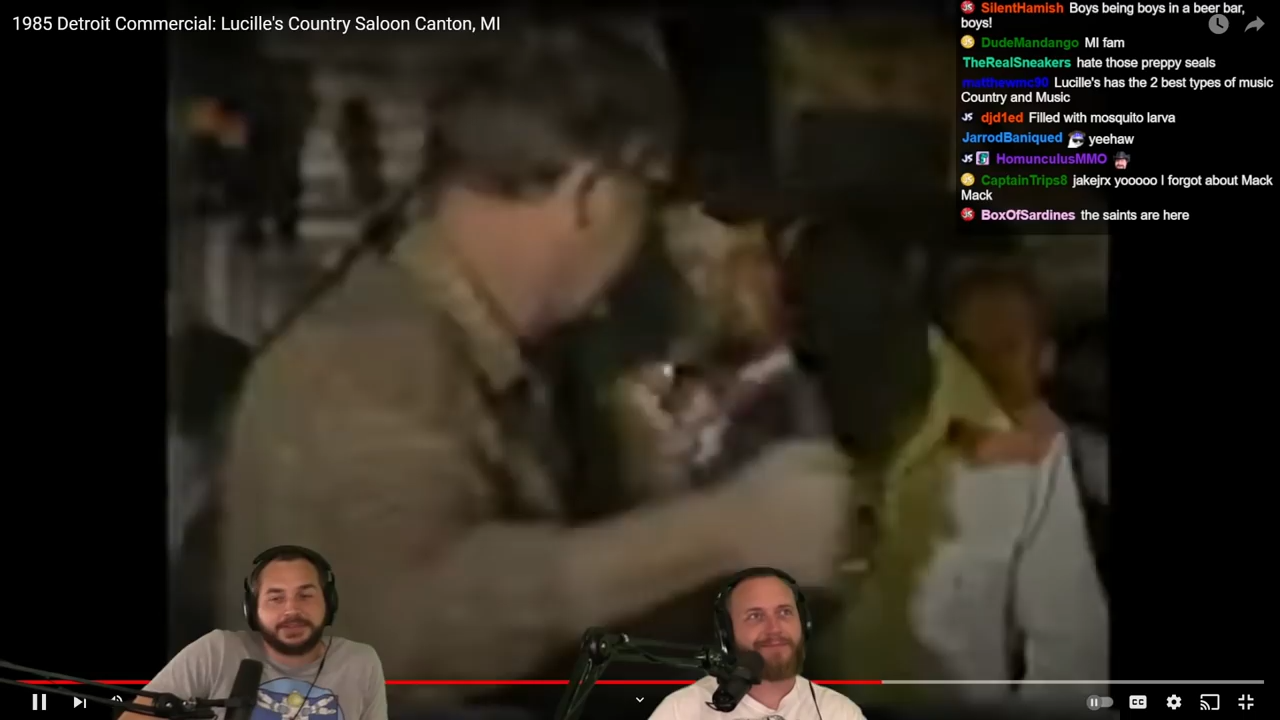 1985 Detroit Commercial: Lucille's Country Saloon Canton, MI
SilentHamish Boys being boys in a beer bar,
boys!
DudeMandango MI fam
TheRealSneakers hate those preppy seals
matthewmc90 Lucille's has the 2 best types of music
Country and Music
djd1ed Filled with mosquito larva
JarrodBaniqued yeehaw
HomunculusMMO
CaptainTrips8 jakejrx yooooo I forgot about Mack
Mack
BoxOfSardines the saints are here
CC